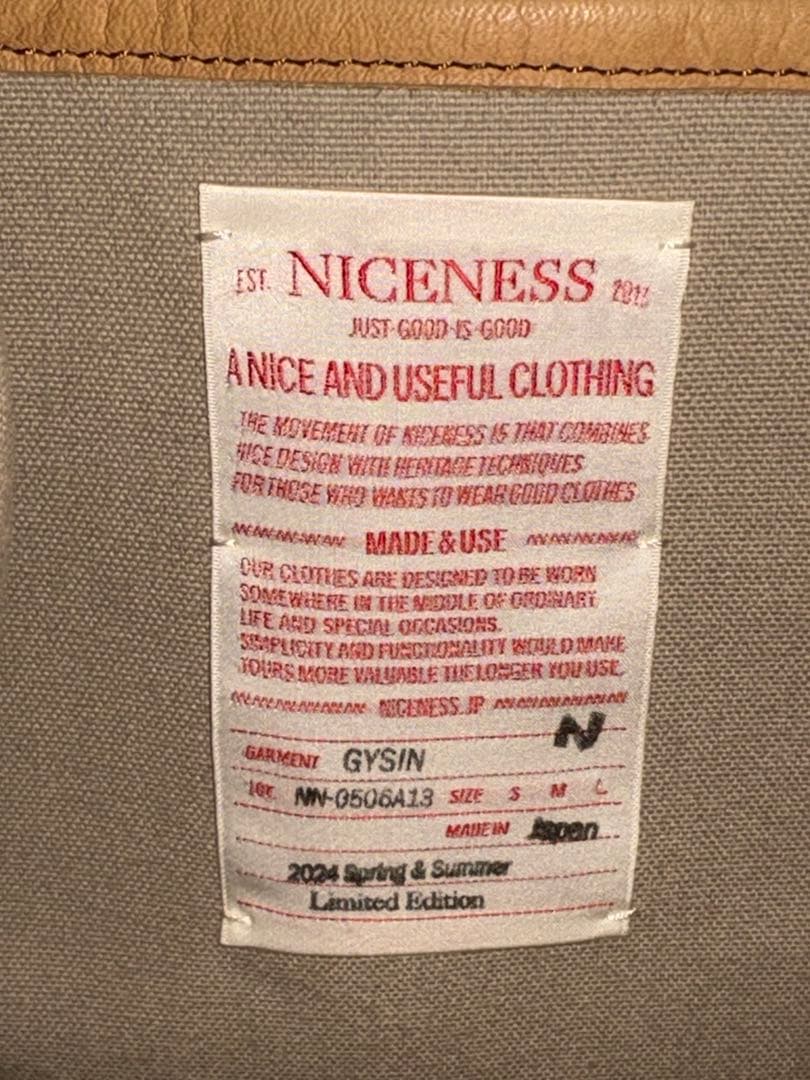 EST. NICENESS
JUST·GOOD·IS·GOOD
A NICE AND USEFUL CLOTHING
THE MOVEMENT OF NICENESS IS THAT COMBINES
NICE DESIGN WITH HERITAGE TECHNIQUES
FOR THOSE WHO WANTS TO WEAR GOOD CLOTHES
MADE & USE
OUR CLOTHES ARE DESIGNED TO BE WORN
SOMEWHERE IN THE MIDDLE OF ORDINARY
LIFE AND SPECIAL OCCASIONS.
SIMPLICITY AND FUNCTIONALITY WOULD MAKE
YOURS MORE VALUABLE THE LONGER YOU USE.
NICENESS.JP
N
GARMENT GYSIN
LOT. NN-0506A13 SIZE S M L
MADE IN Japan
2024 Spring & Summer
Limited Edition